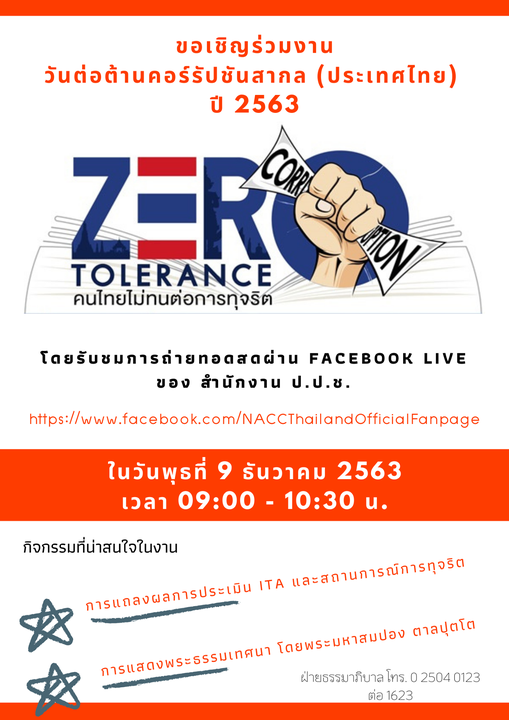 ขอเชิญร่วมงาน
วันต่อต้านคอร์รัปชันสากล (ประเทศไทย)
ปี 2563
ZERO
CORRUPTION
TOLERANCE
คนไทยไม่ทนต่อการทุจริต
โดยรับชมการถ่ายทอดสดผ่าน FACEBOOK LIVE
ของ สำนักงาน ป.ป.ช.
https://www.facebook.com/NACCThailandOfficialFanpage
ในวันพุธที่ 9 ธันวาคม 2563
เวลา 09:00 - 10:30 น.
กิจกรรมที่น่าสนใจในงาน
การแถลงผลการประเมิน ITA และสถานการณ์การทุจริต
การแสดงพระธรรมเทศนา โดยพระมหาสมปอง ตาลปุตโต
ฝ่ายธรรมาภิบาล โทร. 0 2504 0123
ต่อ 1623